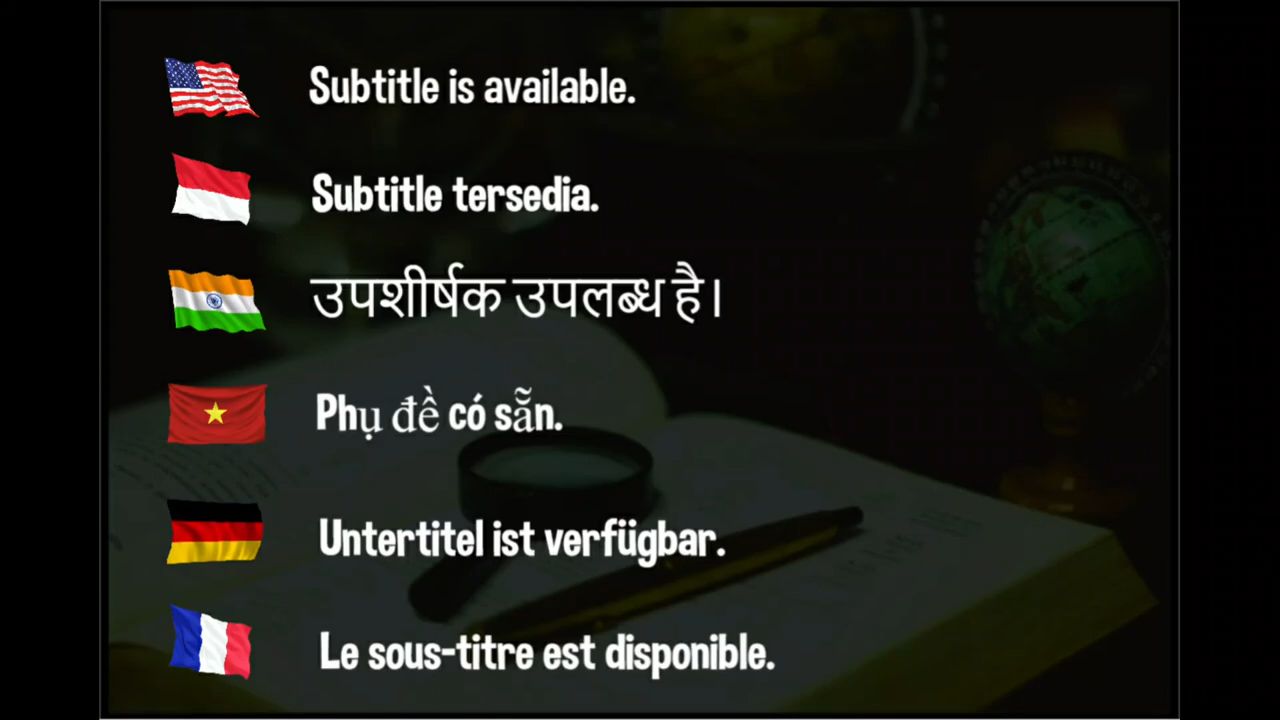 Subtitle is available.
Subtitle tersedia.
उपशीर्षक उपलब्ध है।
Phụ đề có sẵn.
Untertitel ist verfügbar.
Le sous-titre est disponible.